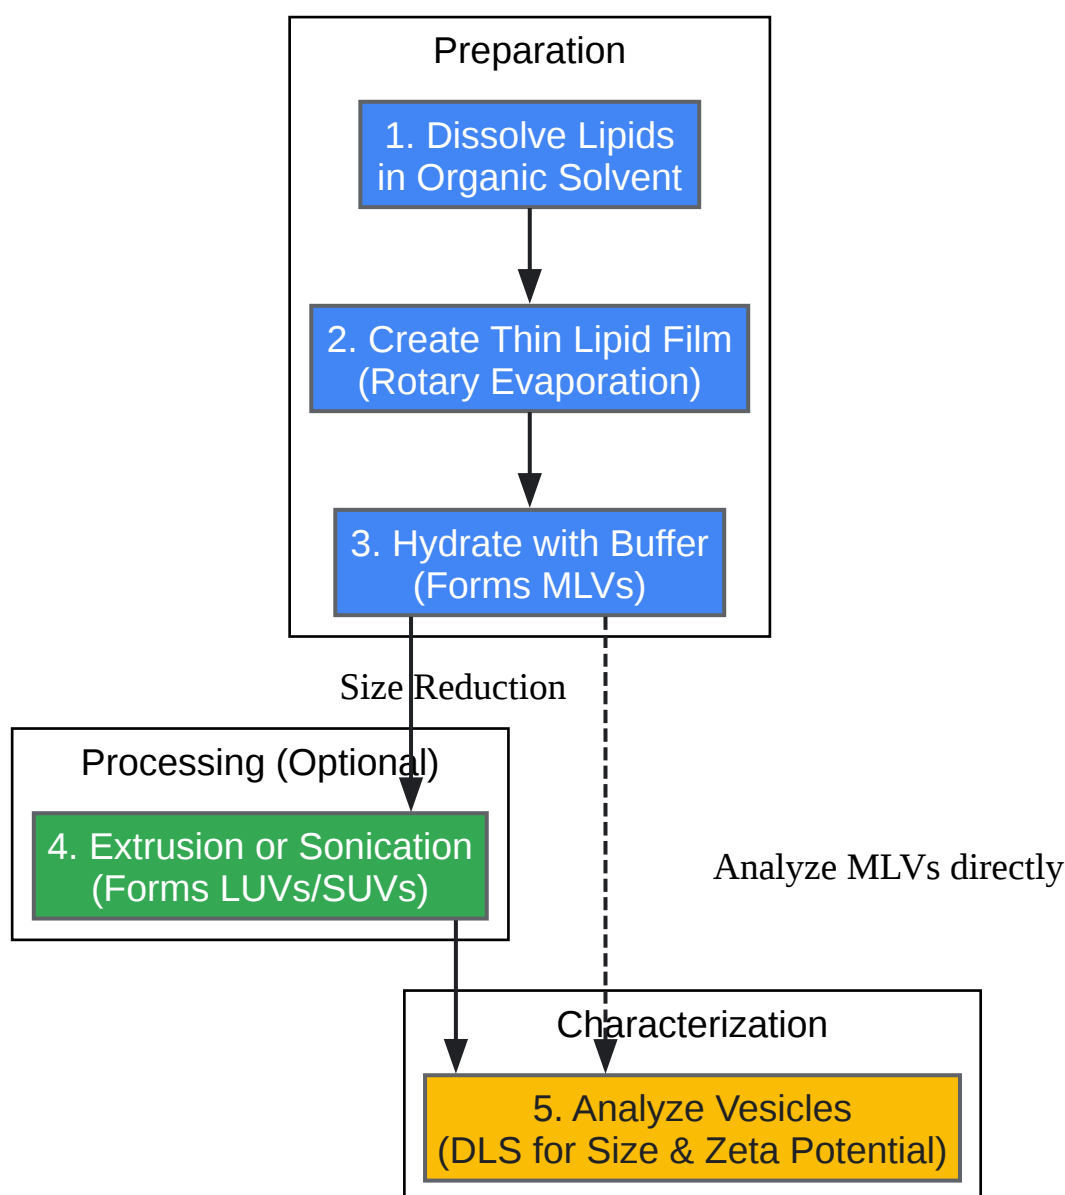 Preparation
1. Dissolve Lipids
in Organic Solvent
2. Create Thin Lipid Film
(Rotary Evaporation)
3. Hydrate with Buffer
(Forms MLVs)
Size Reduction
Processing (Optional)
4. Extrusion or Sonication
(Forms LUVs/SUVs)
Analyze MLVs directly
Characterization
5. Analyze Vesicles
(DLS for Size & Zeta Potential)